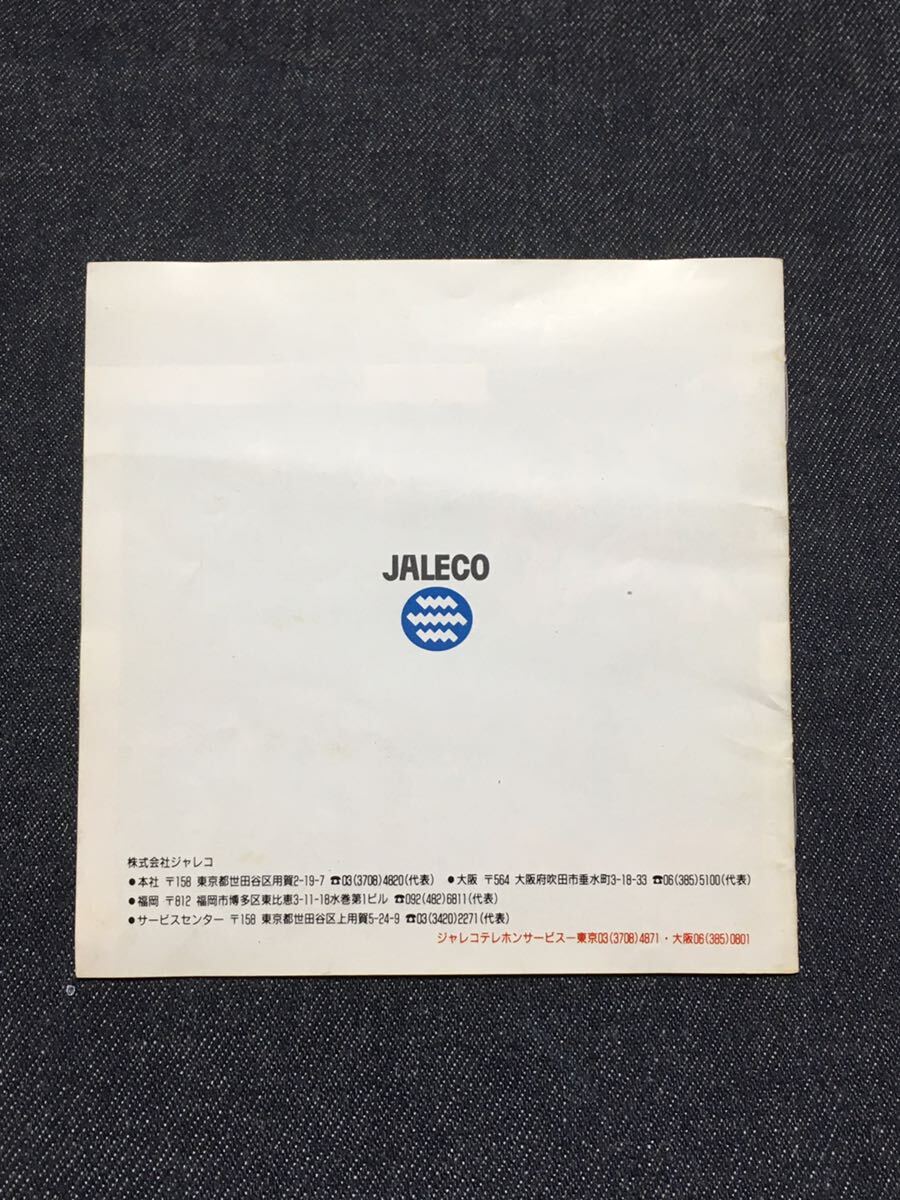 JALECO
株式会社ジャレコ
●本社 〒158 東京都世田谷区用賀2-19-7 ☎03(3708)4820(代表) ●大阪 〒564 大阪府吹田市垂水町3-18-33 ☎06(385)5100(代表)
●福岡 〒812 福岡市博多区東比恵3-11-18水巻第1ビル ☎092(482)6811(代表)
●サービスセンター 〒158 東京都世田谷区上用賀5-24-9 ☎03(3420)2271(代表)
ジャレコテレホンサービス－東京03(3708)4871・大阪06(385)0801